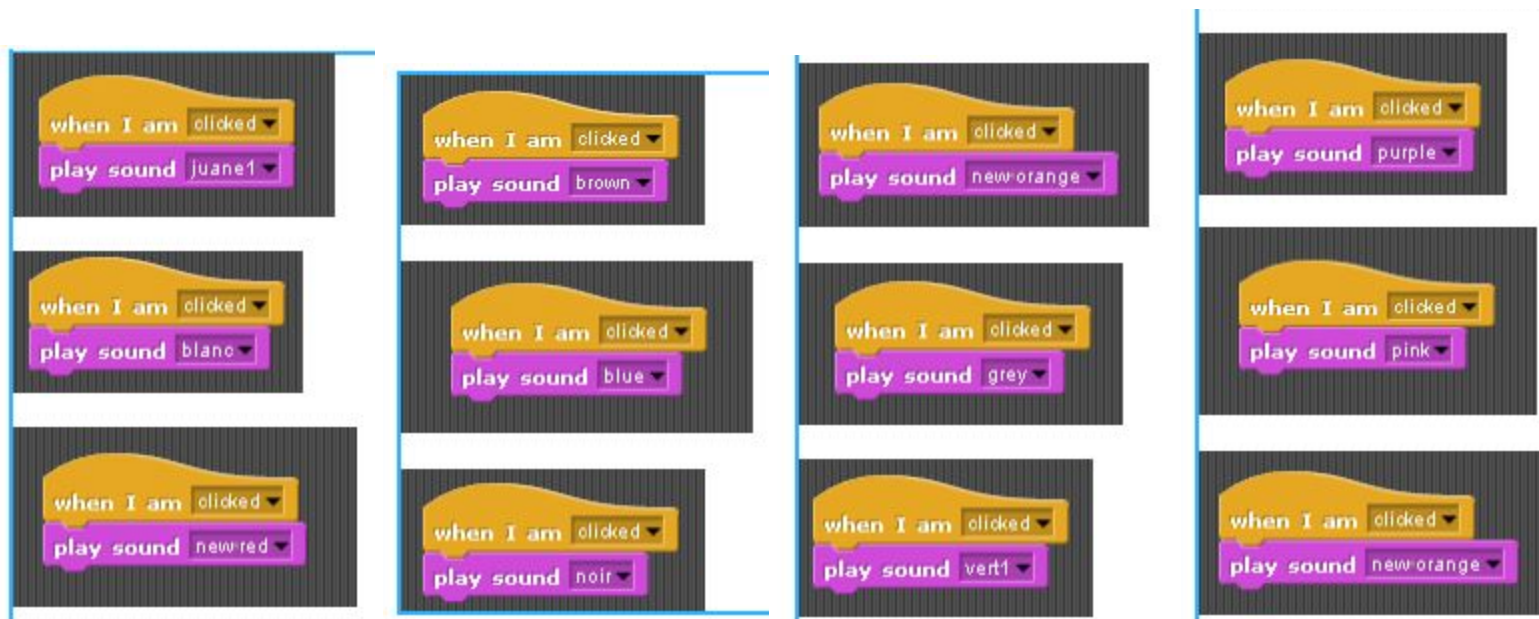 when I am clicked
play sound juane1
when I am clicked
play sound blanc
when I am clicked
play sound new-red
when I am clicked
play sound brown
when I am clicked
play sound blue
when I am clicked
play sound noir
when I am clicked
play sound new-orange
when I am clicked
play sound grey
when I am clicked
play sound vert1
when I am clicked
play sound purple
when I am clicked
play sound pink
when I am clicked
play sound new-orange